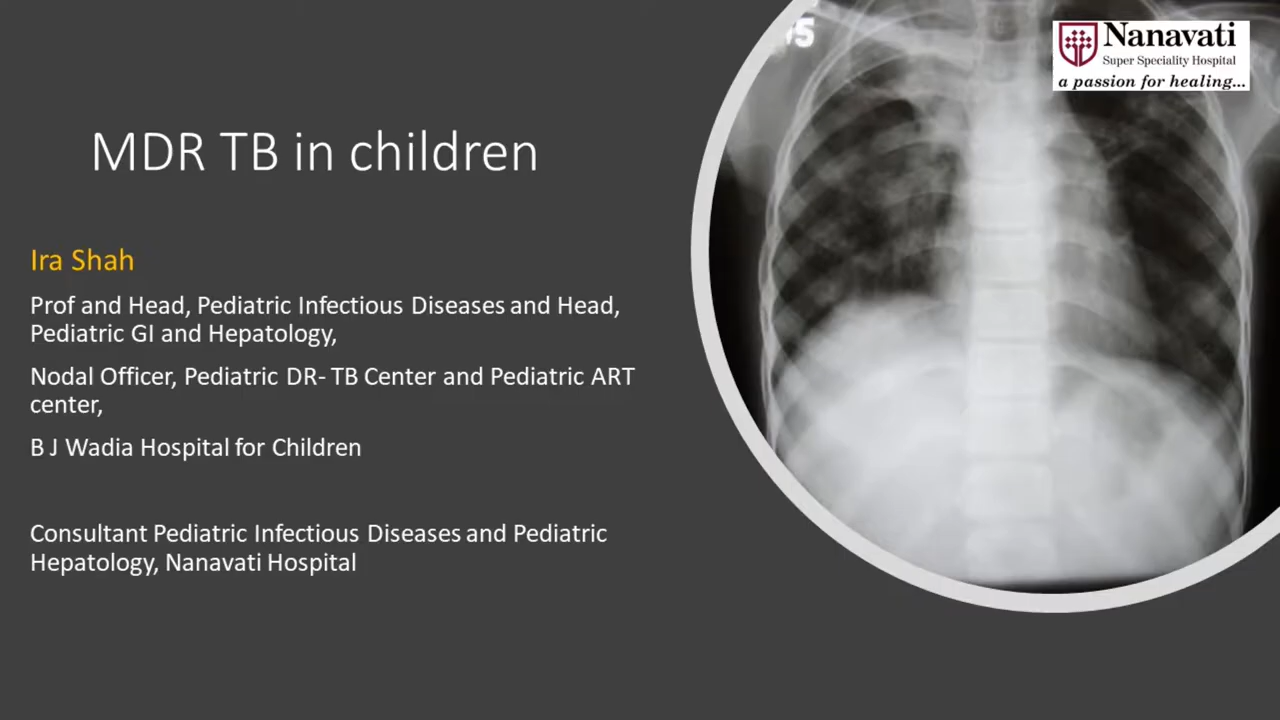 Nanavati
Super Speciality Hospital
a passion for healing...
MDR TB in children
Ira Shah
Prof and Head, Pediatric Infectious Diseases and Head,
Pediatric GI and Hepatology,
Nodal Officer, Pediatric DR- TB Center and Pediatric ART
center,
B J Wadia Hospital for Children
Consultant Pediatric Infectious Diseases and Pediatric
Hepatology, Nanavati Hospital